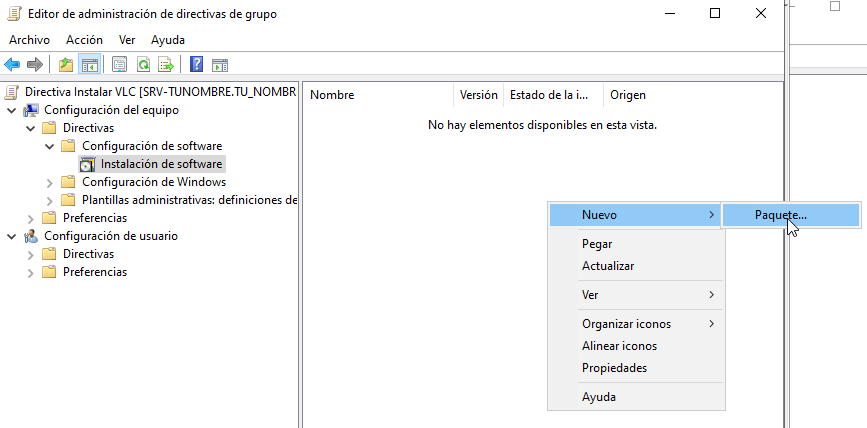 Editor de administración de directivas de grupo
Archivo Acción Ver Ayuda
Directiva Instalar VLC [SRV-TUNOMBRE.TU_NOMBR
Configuración del equipo
Directivas
Configuración de software
Instalación de software
Configuración de Windows
Plantillas administrativas: definiciones de
Preferencias
Configuración de usuario
Directivas
Preferencias
Nombre Versión Estado de la i... Origen
No hay elementos disponibles en esta vista.
Nuevo
Paquete...
Pegar
Actualizar
Ver
Organizar iconos
Alinear iconos
Propiedades
Ayuda